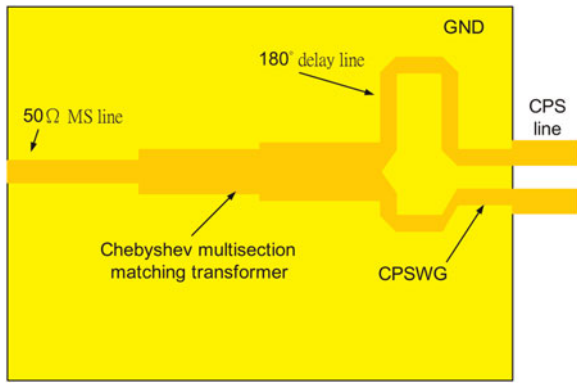 GND
180° delay line
CPS
line
50Ω MS line
Chebyshev multisection
matching transformer
CPSWG